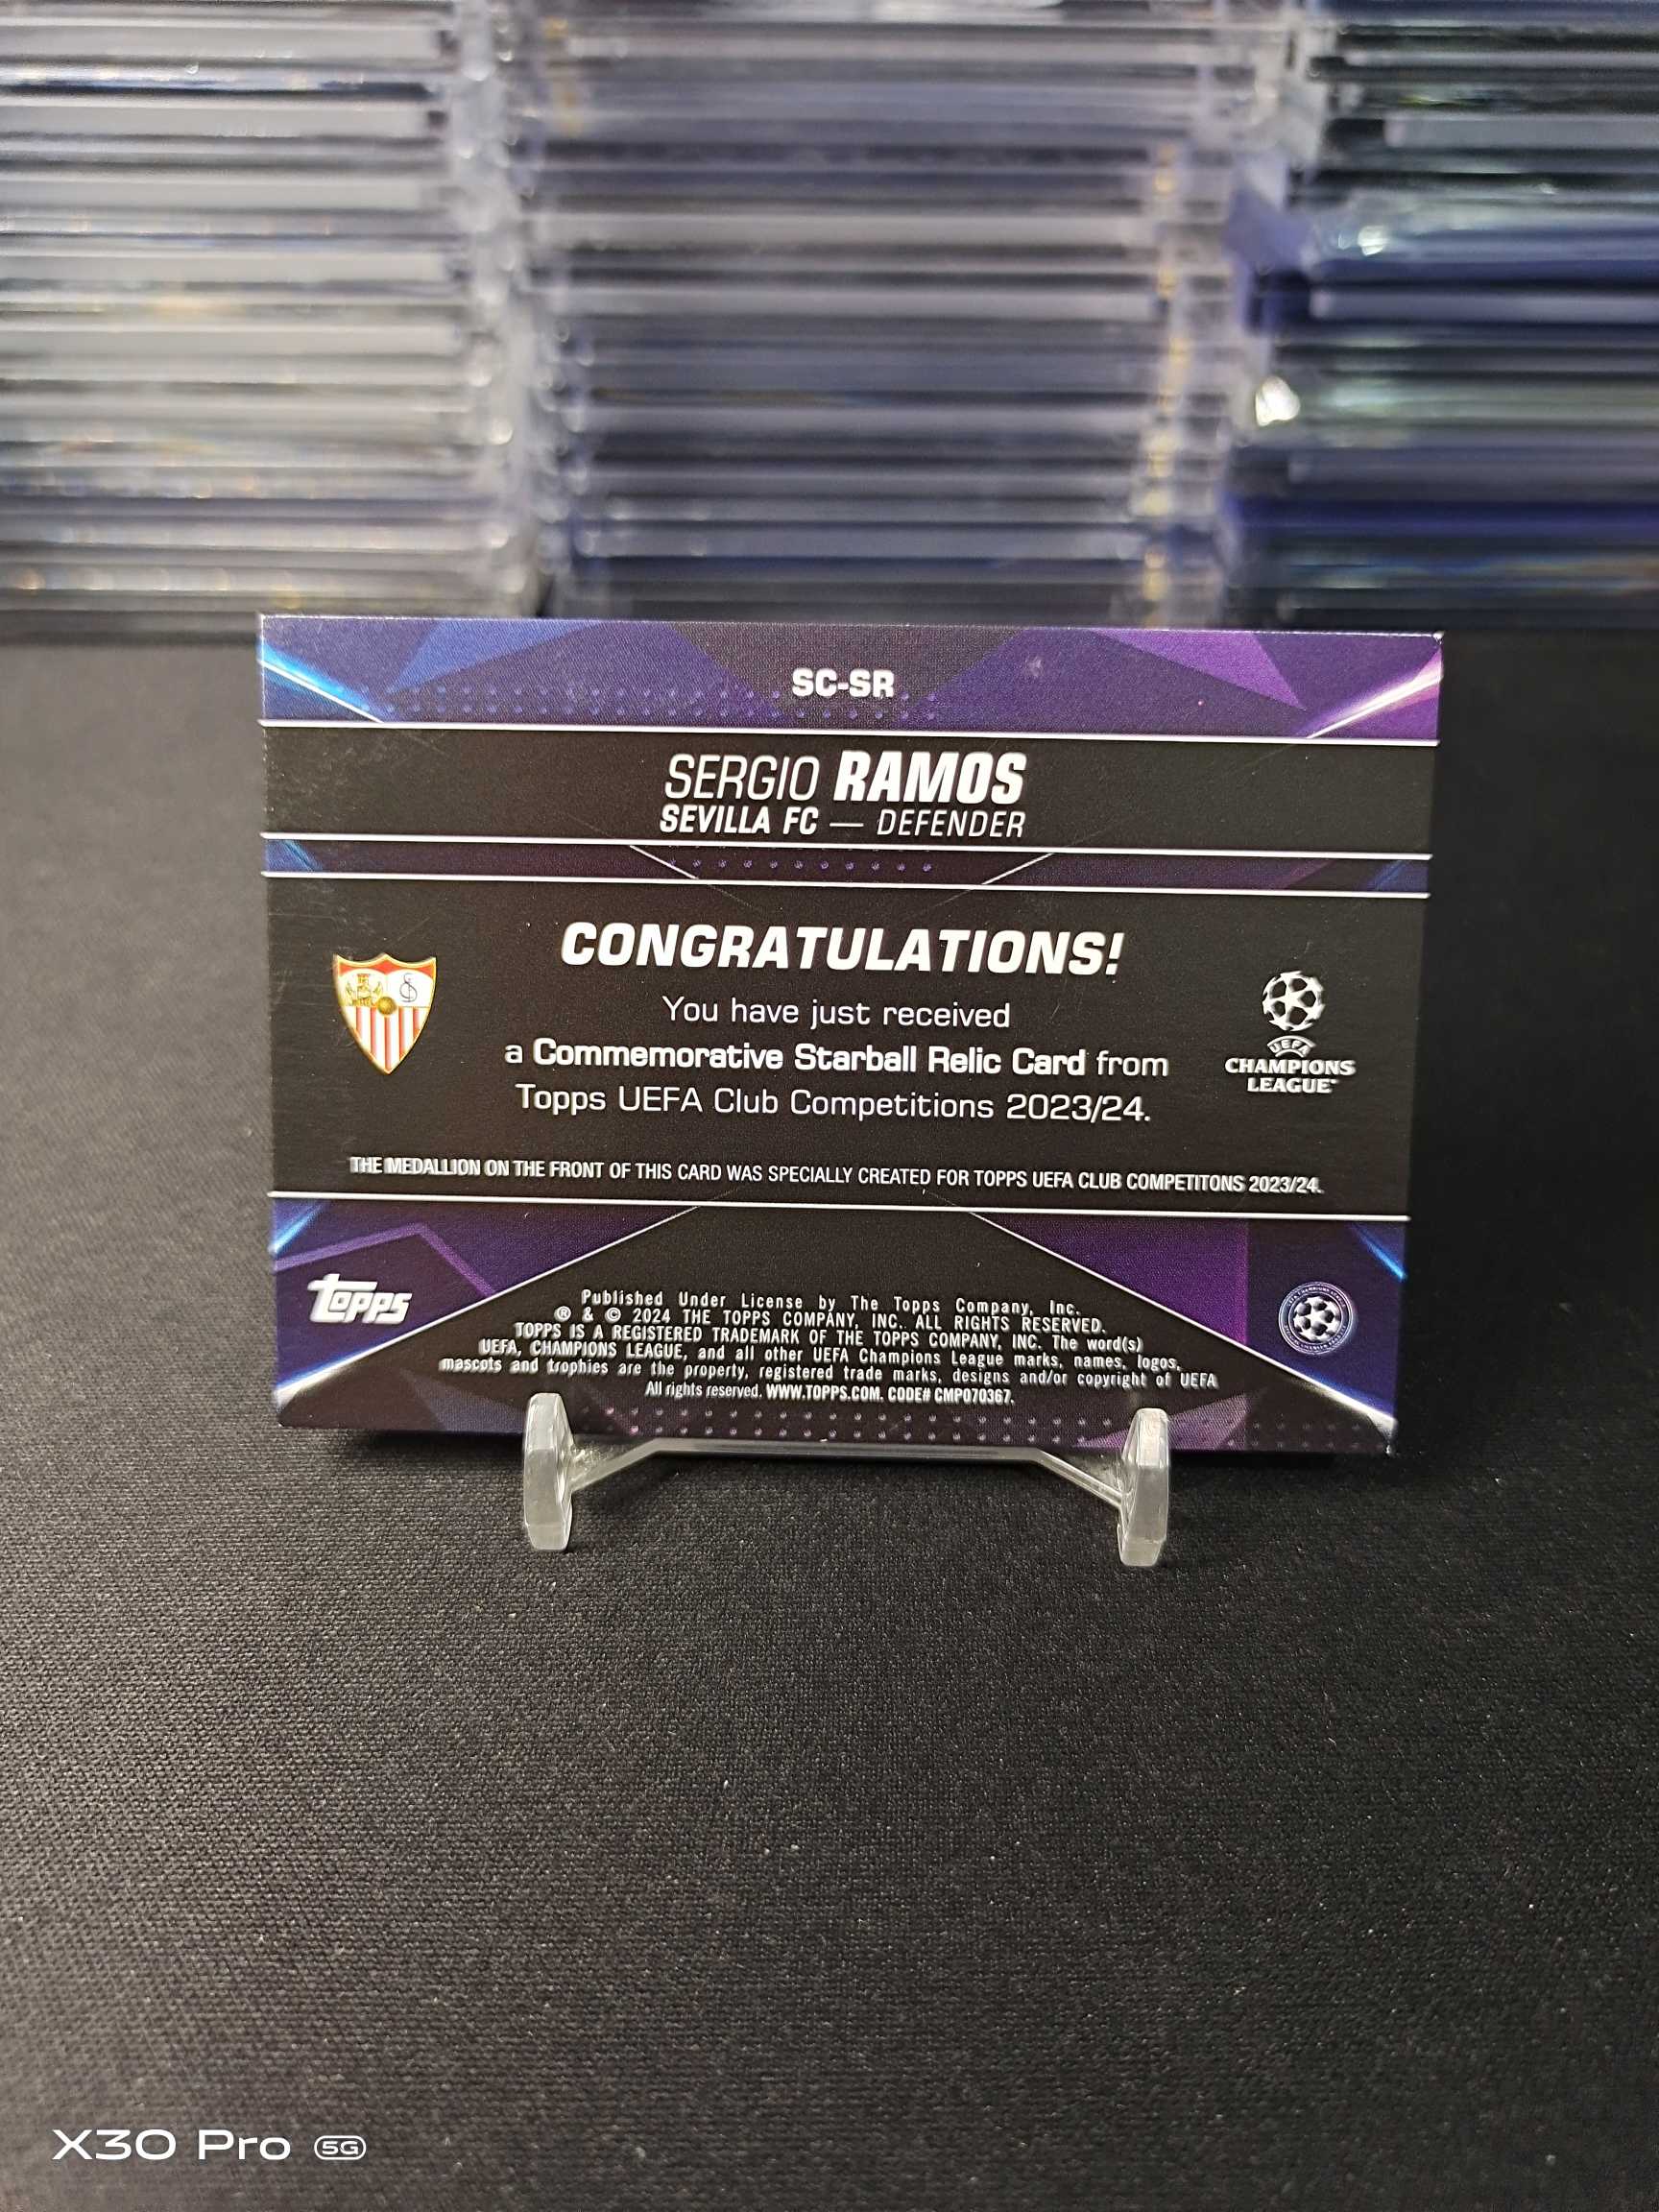 SC-SR
SERGIO RAMOS
SEVILLA FC — DEFENDER
CONGRATULATIONS!
You have just received
a Commemorative Starball Relic Card from
Topps UEFA Club Competitions 2023/24.
UEFA
CHAMPIONS
LEAGUE
THE MEDALLION ON THE FRONT OF THIS CARD WAS SPECIALLY CREATED FOR TOPPS UEFA CLUB COMPETITONS 2023/24.
topps
Published Under License by The Topps Company, Inc.
® & © 2024 THE TOPPS COMPANY, INC. ALL RIGHTS RESERVED.
TOPPS IS A REGISTERED TRADEMARK OF THE TOPPS COMPANY, INC. The word(s)
UEFA, CHAMPIONS LEAGUE, and all other UEFA Champions League marks, names, logos,
mascots and trophies are the property, registered trade marks, designs and/or copyright of UEFA
All rights reserved. WWW.TOPPS.COM. CODE# CMP070367.
X30 Pro 5G